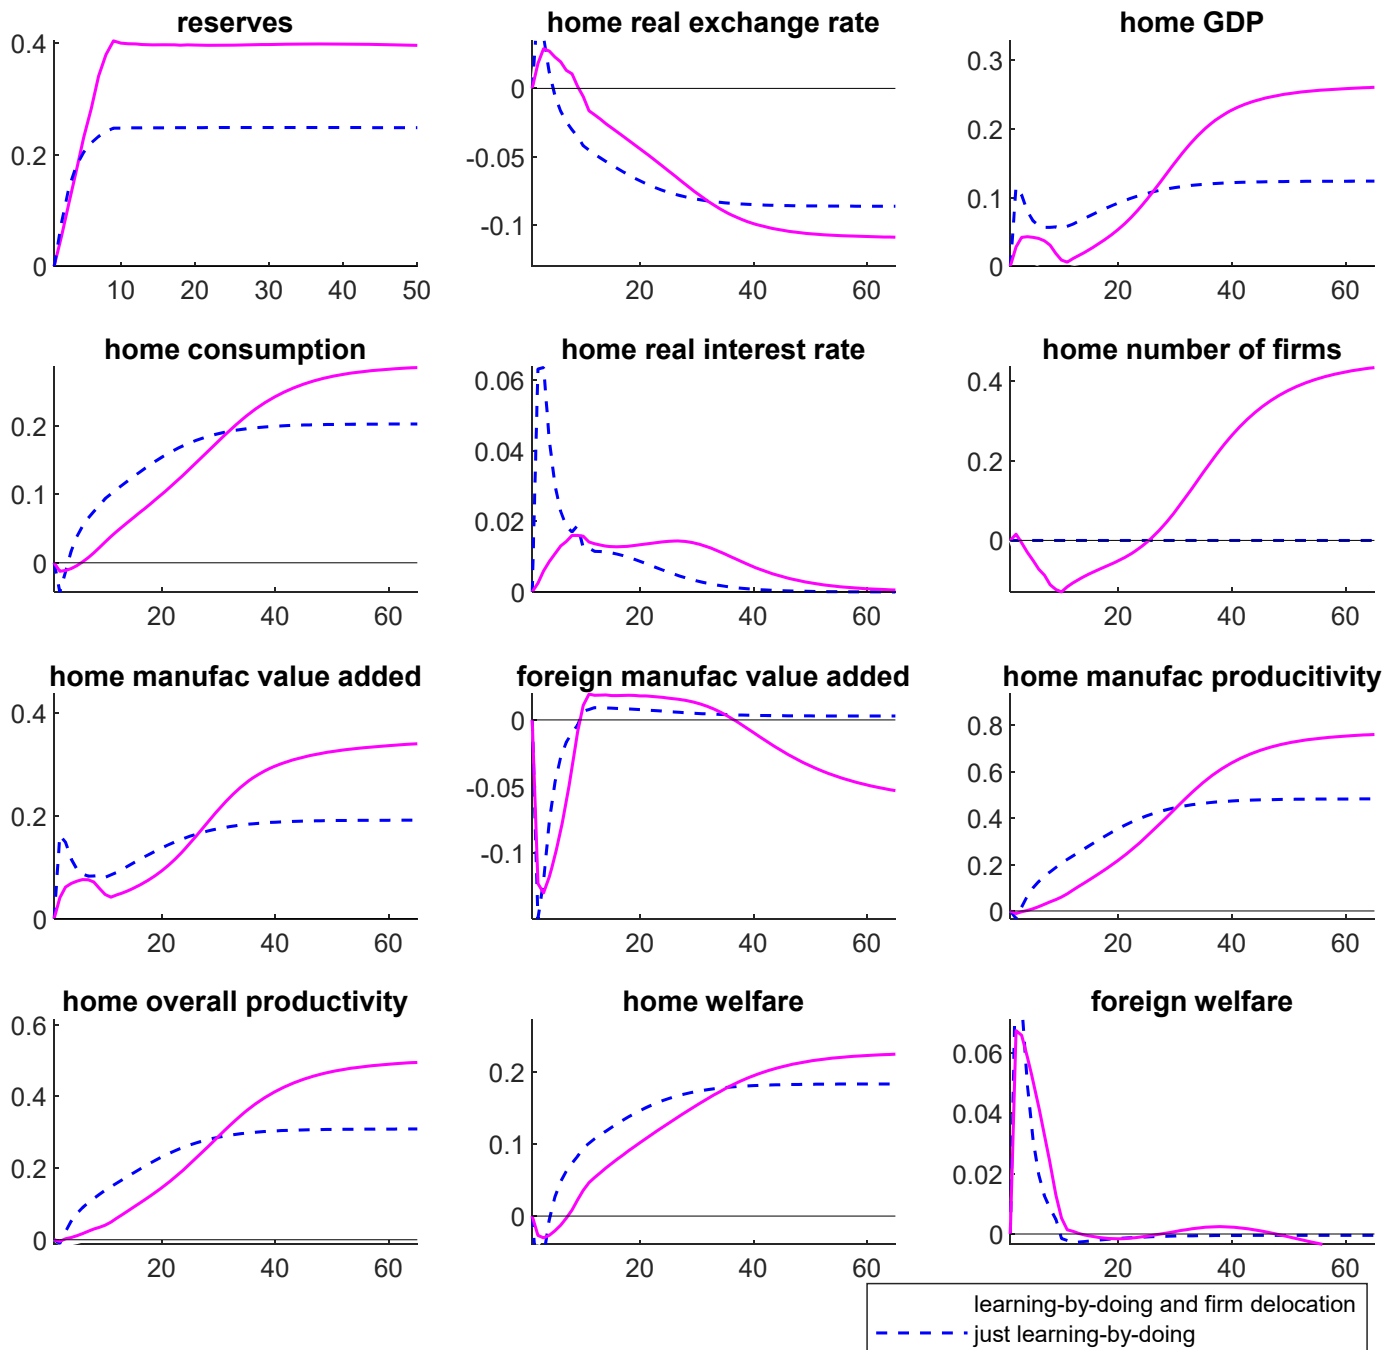 reserves
0.4
0.2
0
10 20 30 40 50
home real exchange rate
0
-0.05
-0.1
20 40 60
home GDP
0.3
0.2
0.1
0
20 40 60
home consumption
0.2
0.1
0
20 40 60
home real interest rate
0.06
0.04
0.02
0
20 40 60
home number of firms
0.4
0.2
0
20 40 60
home manufac value added
0.4
0.2
0
20 40 60
foreign manufac value added
0
-0.05
-0.1
20 40 60
home manufac producitivity
0.8
0.6
0.4
0.2
0
20 40 60
home overall productivity
0.6
0.4
0.2
0
20 40 60
home welfare
0.2
0.1
0
20 40 60
foreign welfare
0.06
0.04
0.02
0
20 40 60
learning-by-doing and firm delocation
just learning-by-doing